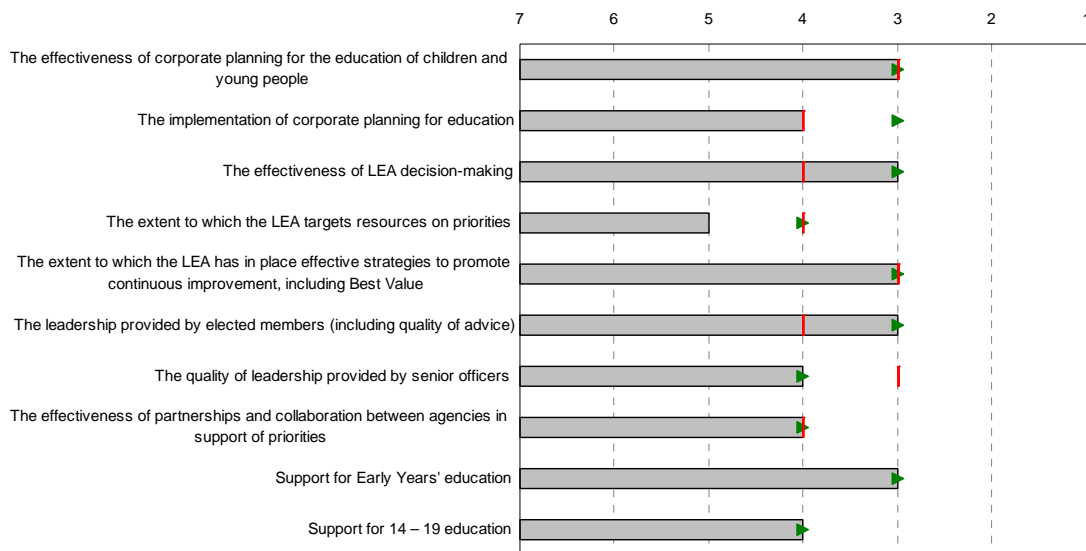 7 6 5 4 3 2 1
The effectiveness of corporate planning for the education of children and
young people
The implementation of corporate planning for education
The effectiveness of LEA decision-making
The extent to which the LEA targets resources on priorities
The extent to which the LEA has in place effective strategies to promote
continuous improvement, including Best Value
The leadership provided by elected members (including quality of advice)
The quality of leadership provided by senior officers
The effectiveness of partnerships and collaboration between agencies in
support of priorities
Support for Early Years' education
Support for 14 – 19 education